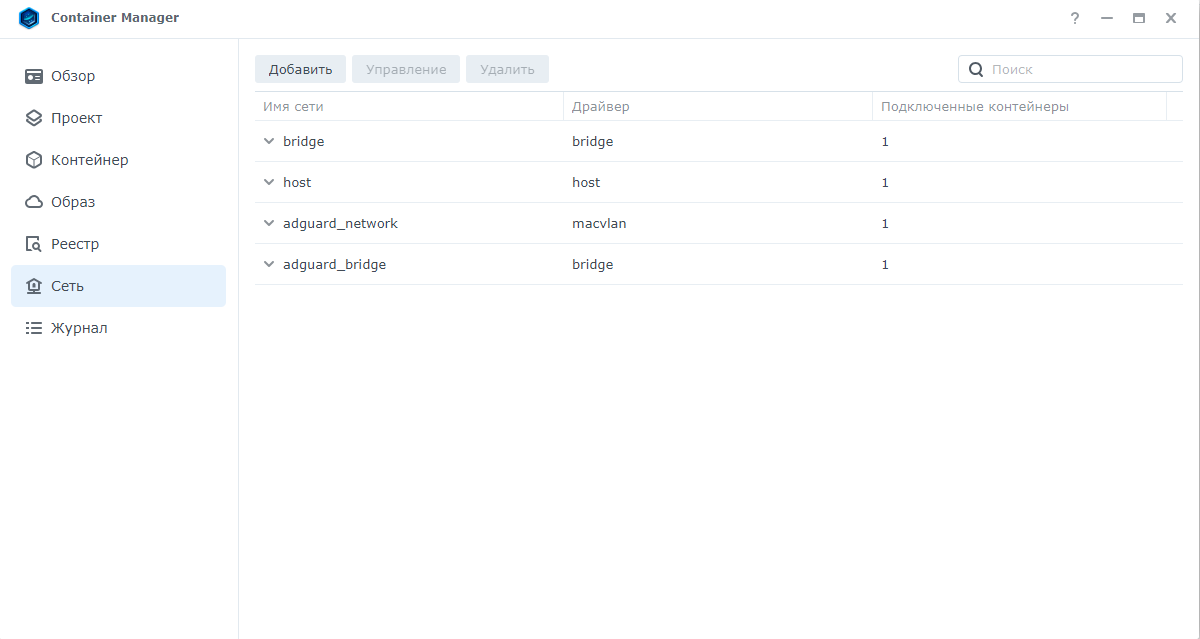 Container Manager
?
Обзор
Проект
Контейнер
Образ
Реестр
Сеть
Журнал
Добавить Управление Удалить Поиск
Имя сети Драйвер Подключенные контейнеры
bridge bridge 1
host host 1
adguard_network macvlan 1
adguard_bridge bridge 1